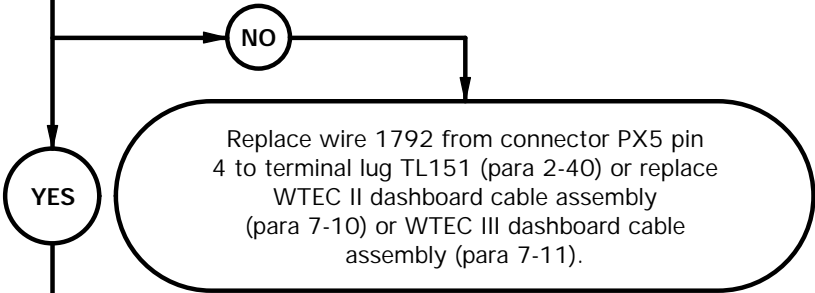 NO
YES
Replace wire 1792 from connector PX5 pin
4 to terminal lug TL151 (para 2-40) or replace
WTEC II dashboard cable assembly
(para 7-10) or WTEC III dashboard cable
assembly (para 7-11).